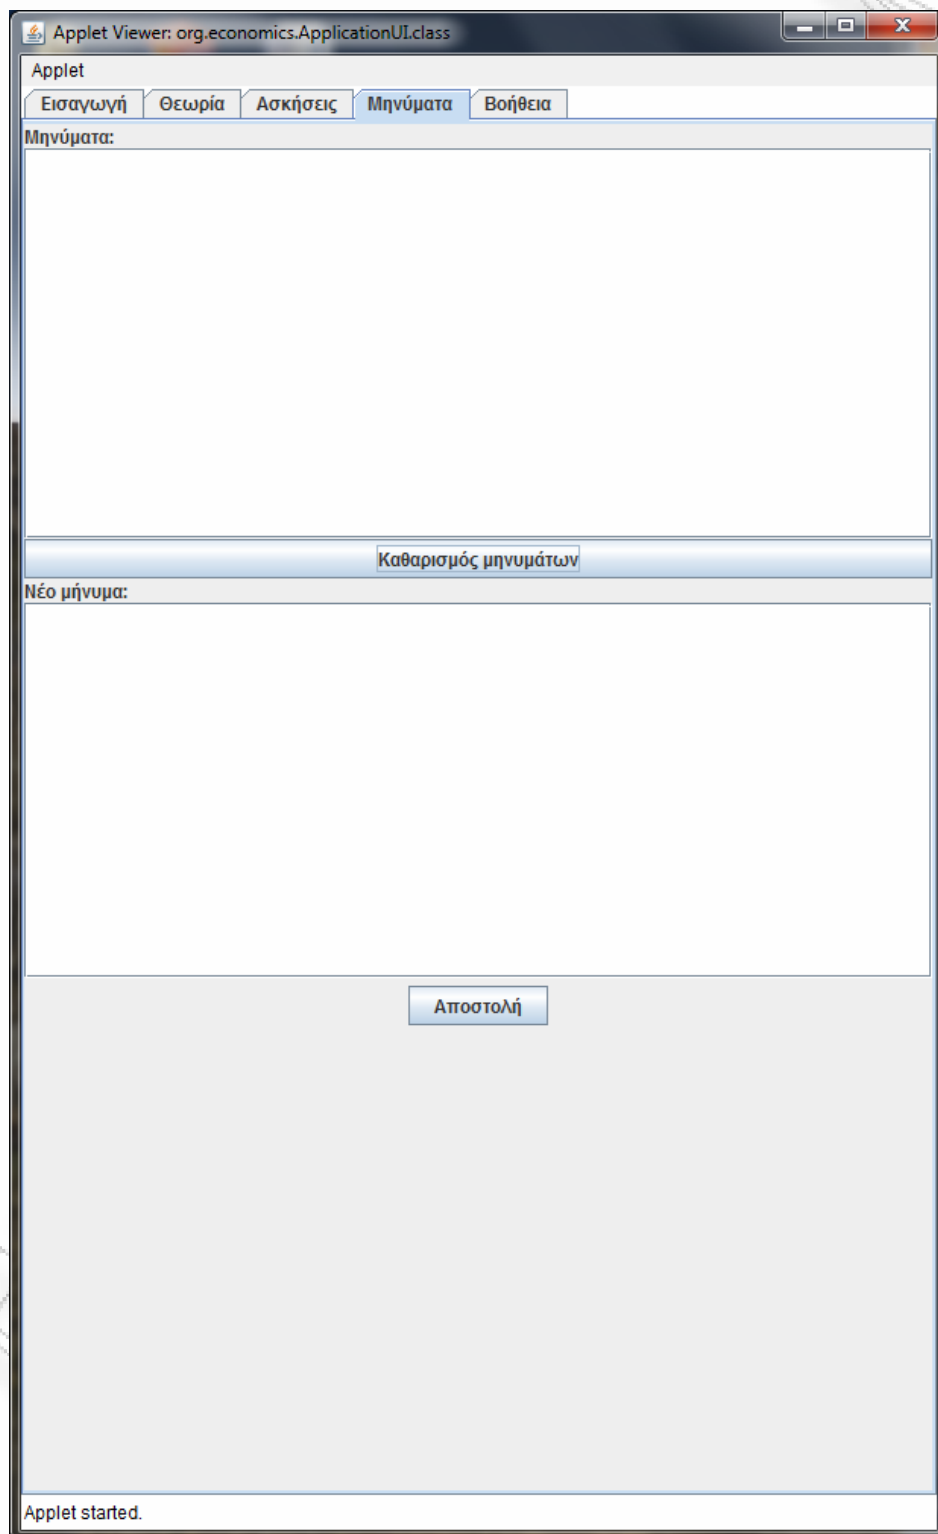 Applet Viewer: org.economics.ApplicationUI.class
Applet
Εισαγωγή Θεωρία Ασκήσεις Μηνύματα Βοήθεια
Μηνύματα:
Καθαρισμός μηνυμάτων
Νέο μήνυμα:
Αποστολή
Applet started.